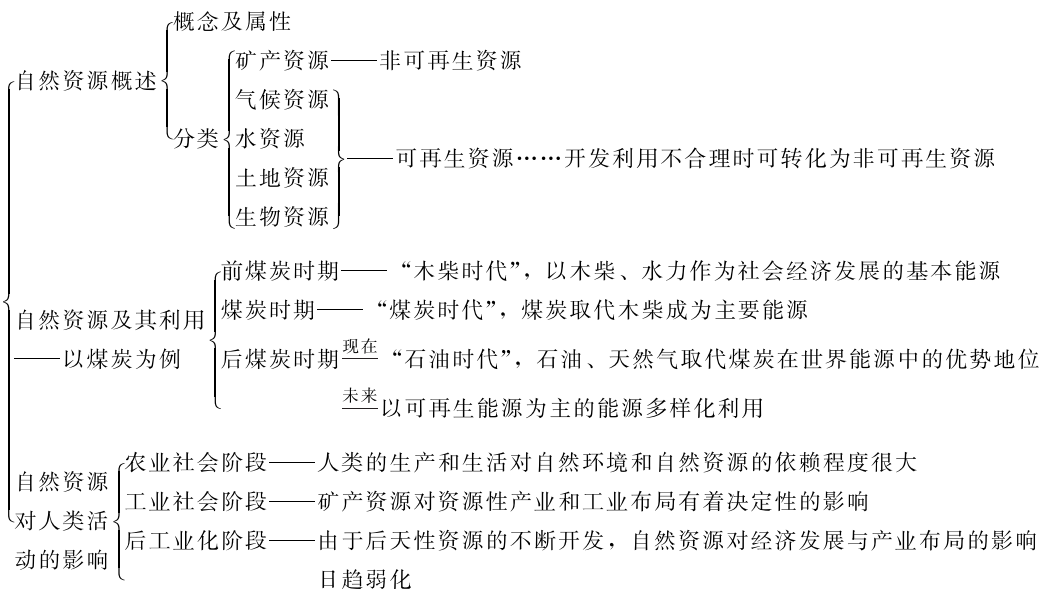 概念及属性
自然资源概述
分类
矿产资源——非可再生资源
气候资源
水资源
土地资源
生物资源
——可再生资源……开发利用不合理时可转化为非可再生资源
自然资源及其利用
——以煤炭为例
前煤炭时期——“木柴时代”，以木柴、水力作为社会经济发展的基本能源
煤炭时期——“煤炭时代”，煤炭取代木柴成为主要能源
后煤炭时期 现在 “石油时代”，石油、天然气取代煤炭在世界能源中的优势地位
未来 以可再生能源为主的能源多样化利用
自然资源
对人类活
动的影响
农业社会阶段——人类的生产和生活对自然环境和自然资源的依赖程度很大
工业社会阶段——矿产资源对资源性产业和工业布局有着决定性的影响
后工业化阶段——由于后天性资源的不断开发，自然资源对经济发展与产业布局的影响
日趋弱化